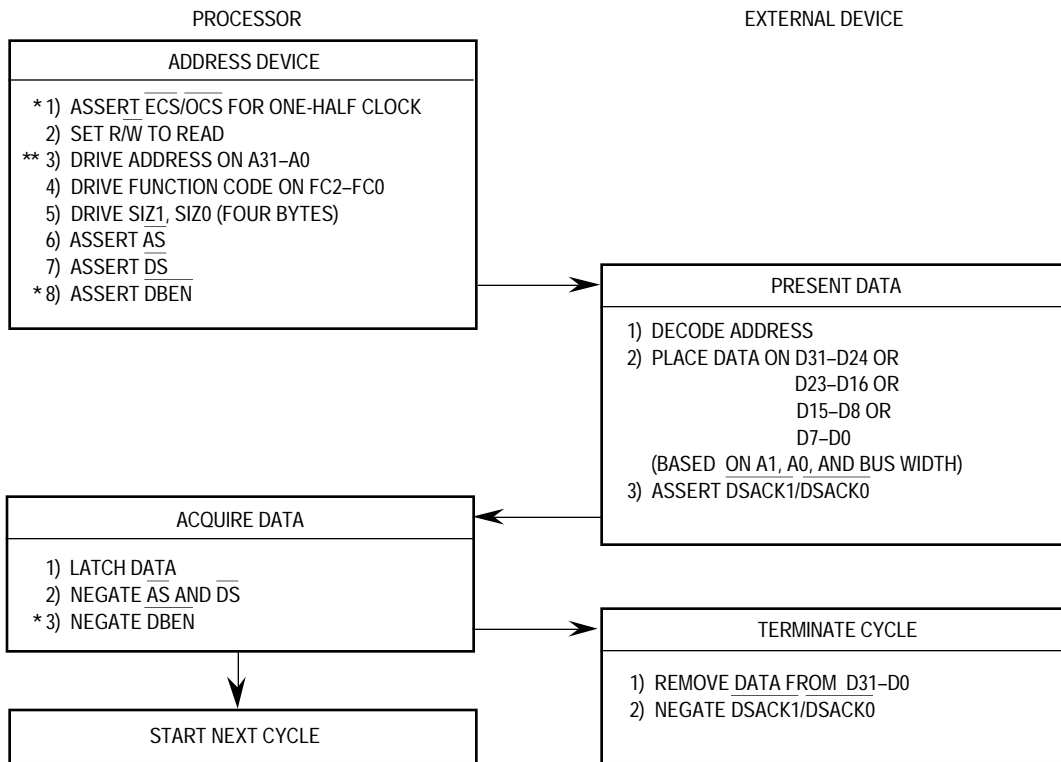 PROCESSOR
EXTERNAL DEVICE
ADDRESS DEVICE
* 1) ASSERT ECS/OCS FOR ONE-HALF CLOCK
2) SET R/W TO READ
** 3) DRIVE ADDRESS ON A31–A0
4) DRIVE FUNCTION CODE ON FC2–FC0
5) DRIVE SIZ1, SIZ0 (FOUR BYTES)
6) ASSERT AS
7) ASSERT DS
* 8) ASSERT DBEN
PRESENT DATA
1) DECODE ADDRESS
2) PLACE DATA ON D31–D24 OR
D23–D16 OR
D15–D8 OR
D7–D0
(BASED ON A1, A0, AND BUS WIDTH)
3) ASSERT DSACK1/DSACK0
ACQUIRE DATA
1) LATCH DATA
2) NEGATE AS AND DS
* 3) NEGATE DBEN
TERMINATE CYCLE
1) REMOVE DATA FROM D31–D0
2) NEGATE DSACK1/DSACK0
START NEXT CYCLE